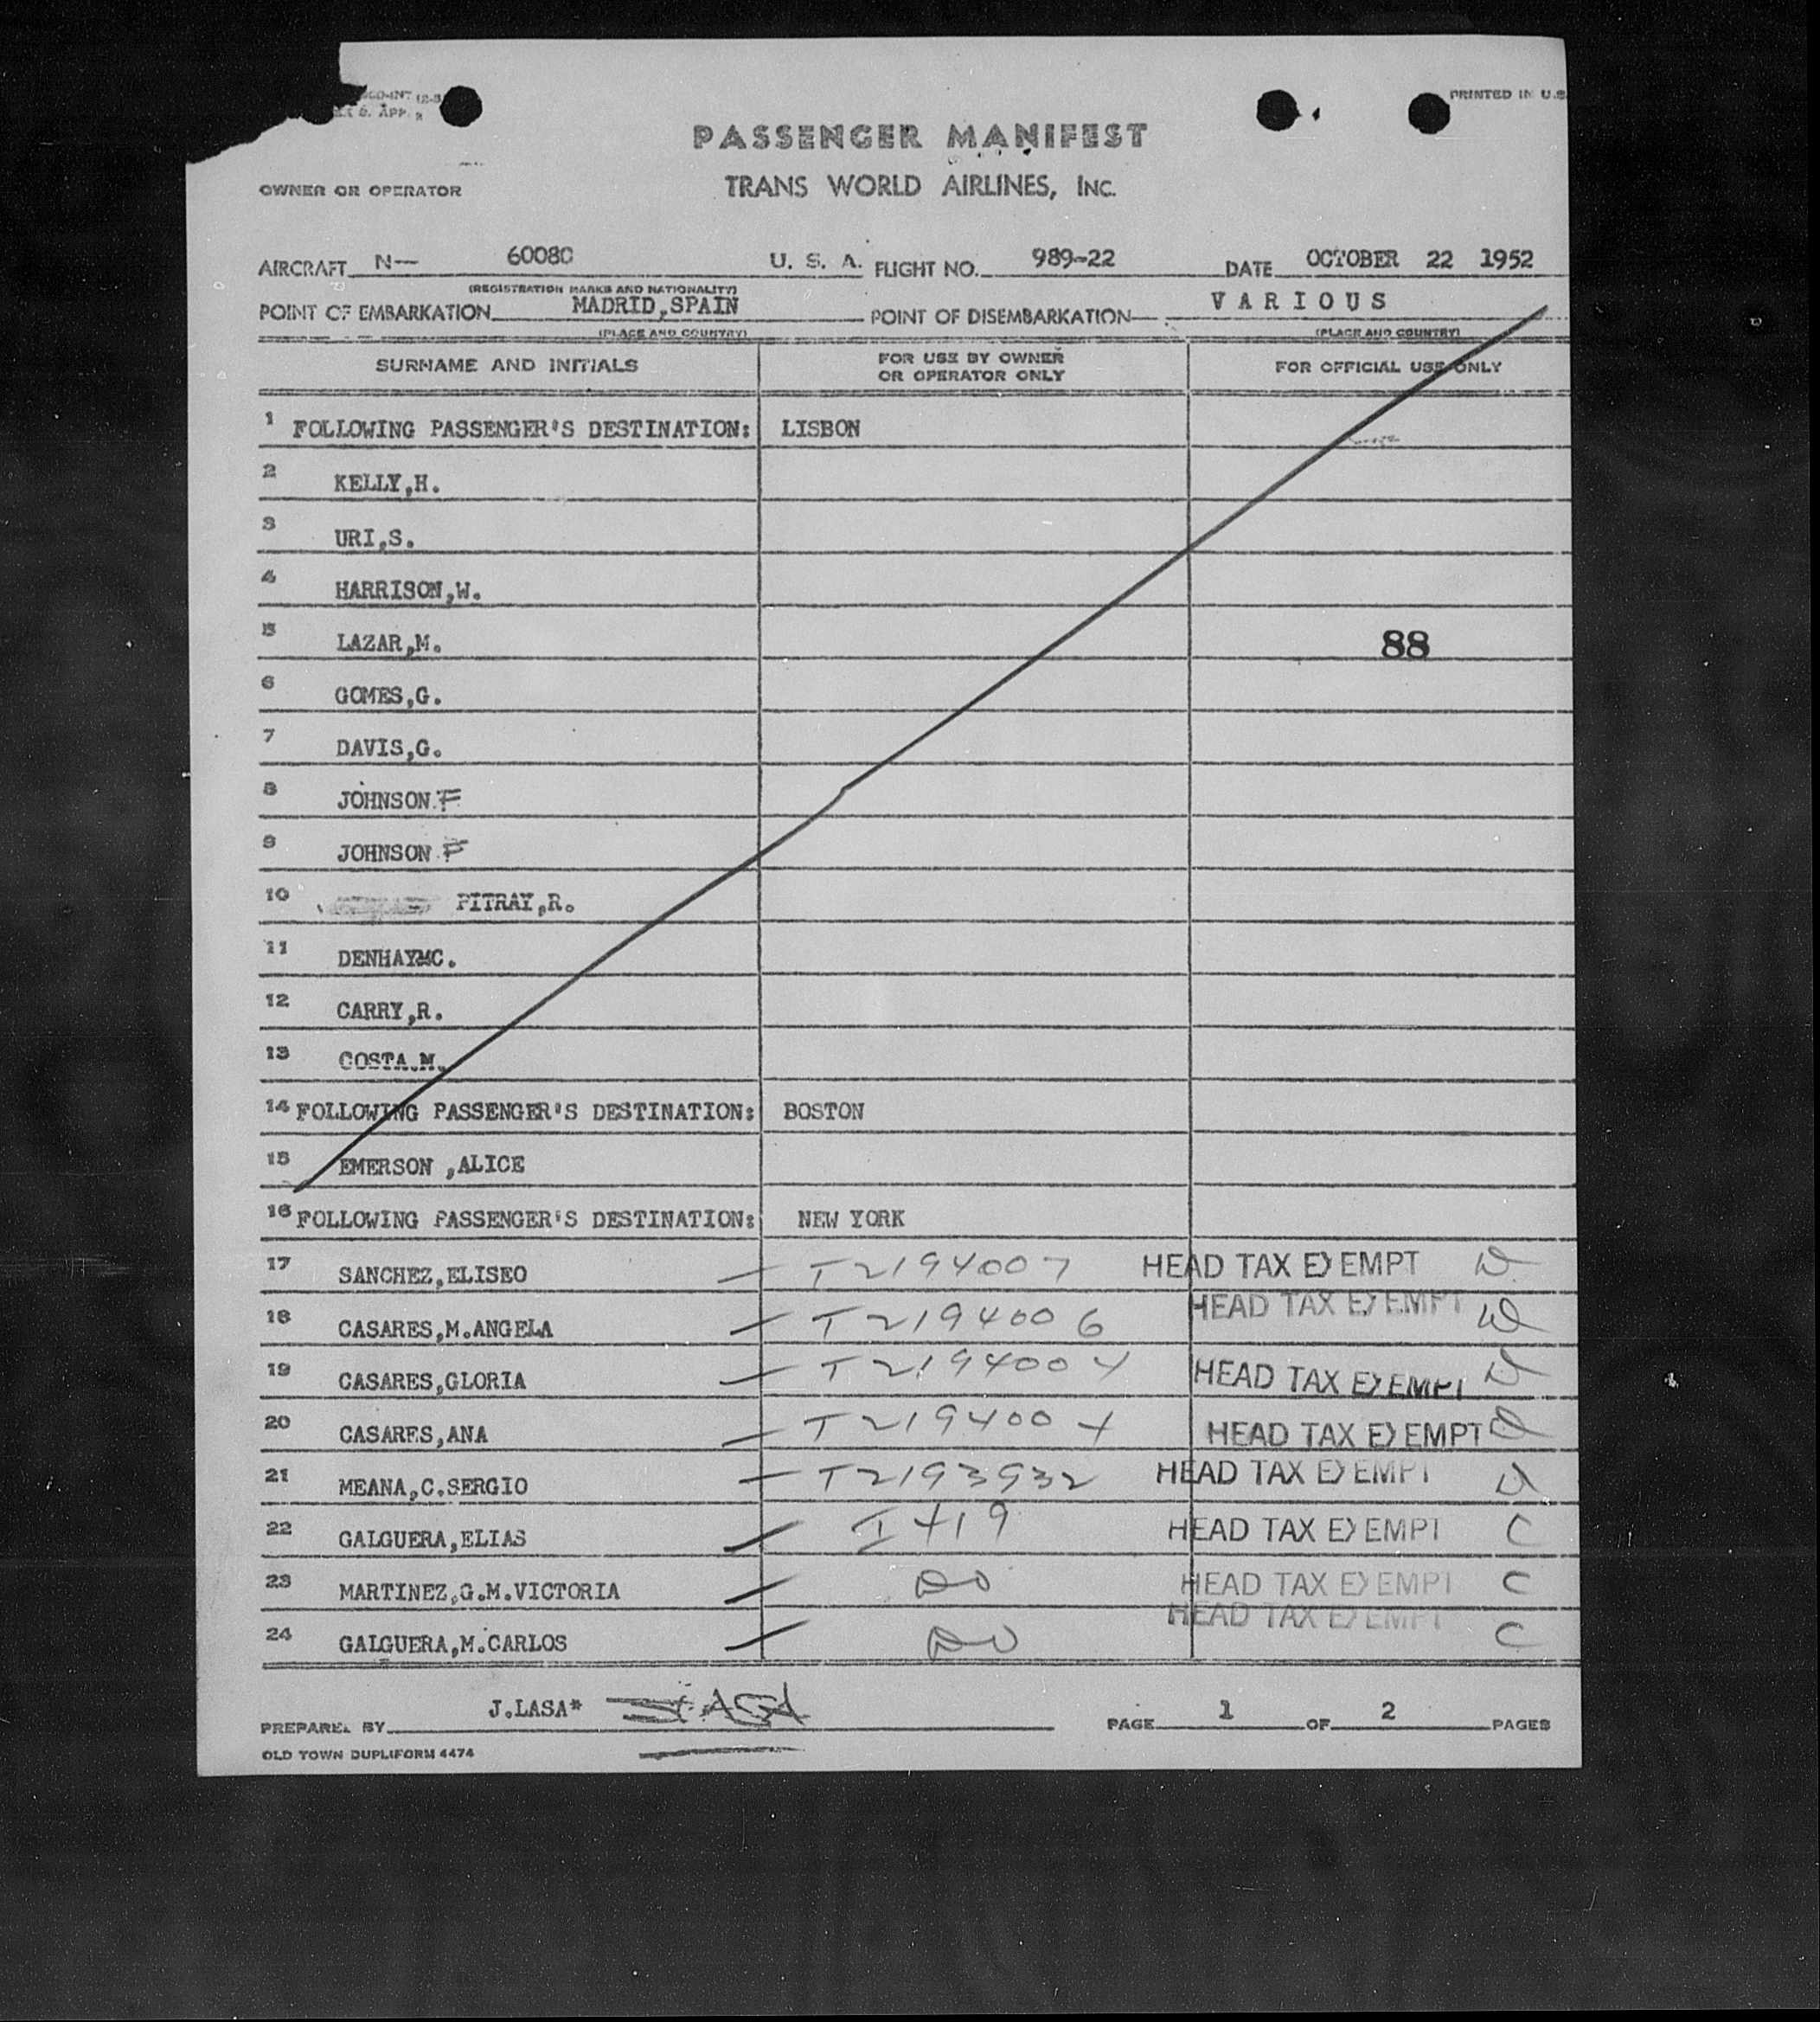 PRINTED IN U.S.
PASSENGER MANIFEST
OWNER OR OPERATOR
TRANS WORLD AIRLINES, INC.
AIRCRAFT N— 60080 U. S. A. FLIGHT NO. 989-22 DATE OCTOBER 22 1952
(REGISTRATION MARKS AND NATIONALITY)
POINT OF EMBARKATION MADRID,SPAIN POINT OF DISEMBARKATION VARIOUS
(PLACE AND COUNTRY) (PLACE AND COUNTRY)
SURNAME AND INITIALS FOR USE BY OWNER OR OPERATOR ONLY FOR OFFICIAL USE ONLY
1 FOLLOWING PASSENGER'S DESTINATION: LISBON
2 KELLY,H.
3 URI,S.
4 HARRISON,W.
5 LAZAR,M. 88
6 GOMES,G.
7 DAVIS,G.
8 JOHNSON F
9 JOHNSON F
10 PITRAY,R.
11 DENHAYMC.
12 CARRY,R.
13 COSTA.M.
14 FOLLOWING PASSENGER'S DESTINATION: BOSTON
15 EMERSON ,ALICE
16 FOLLOWING PASSENGER'S DESTINATION: NEW YORK
17 SANCHEZ,ELISEO — T2194007 HEAD TAX EXEMPT
18 CASARES,M.ANGELA — T2194006 HEAD TAX EXEMPT
19 CASARES,GLORIA — T2194004 HEAD TAX EXEMPT
20 CASARES,ANA — T219400 HEAD TAX EXEMPT
21 MEANA,C.SERGIO — T2193932 HEAD TAX EXEMPT
22 GALGUERA,ELIAS — I 419 HEAD TAX EXEMPT C
23 MARTINEZ,G.M.VICTORIA — DO HEAD TAX EXEMPT C
24 GALGUERA,M.CARLOS — DO HEAD TAX EXEMPT C
PREPARED BY J.LASA* PAGE 1 OF 2 PAGES
OLD TOWN DUPLIFORM 4474